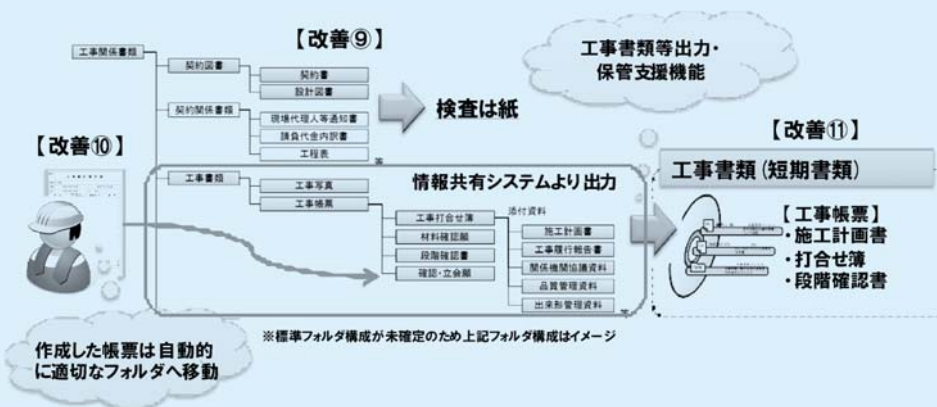 【改善⑨】
工事書類等出力・
保管支援機能
工事関係書類
契約図書
契約書
設計図書
契約関係書類
現場代理人等通知書
請負代金内訳書
工程表
等
検査は紙
【改善⑩】
工事書類
工事写真
工事帳票
情報共有システムより出力
工事打合せ簿
材料確認願
段階確認書
確認・立会願
添付資料
施工計画書
工事履行報告書
関係機関協議資料
品質管理資料
出来形管理資料
等
【改善⑪】
工事書類(短期書類)
【工事帳票】
・施工計画書
・打合せ簿
・段階確認書
※標準フォルダ構成が未確定のため上記フォルダ構成はイメージ
作成した帳票は自動的
に適切なフォルダへ移動